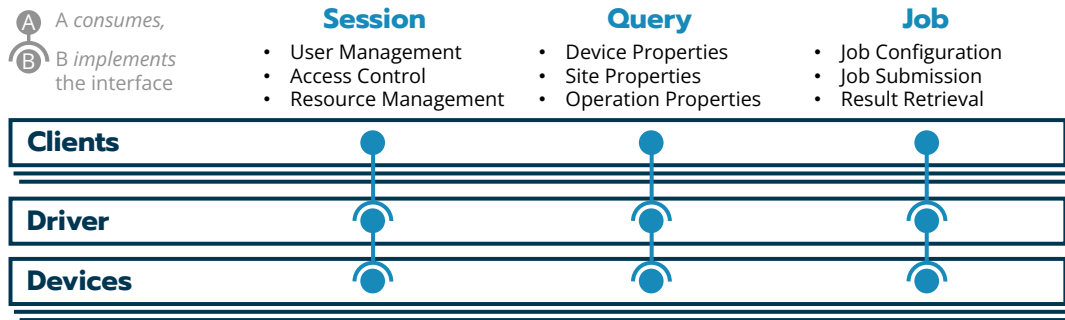 A
A consumes,
B
B implements
the interface
Session
• User Management
• Access Control
• Resource Management
Query
• Device Properties
• Site Properties
• Operation Properties
Job
• Job Configuration
• Job Submission
• Result Retrieval
Clients
Driver
Devices